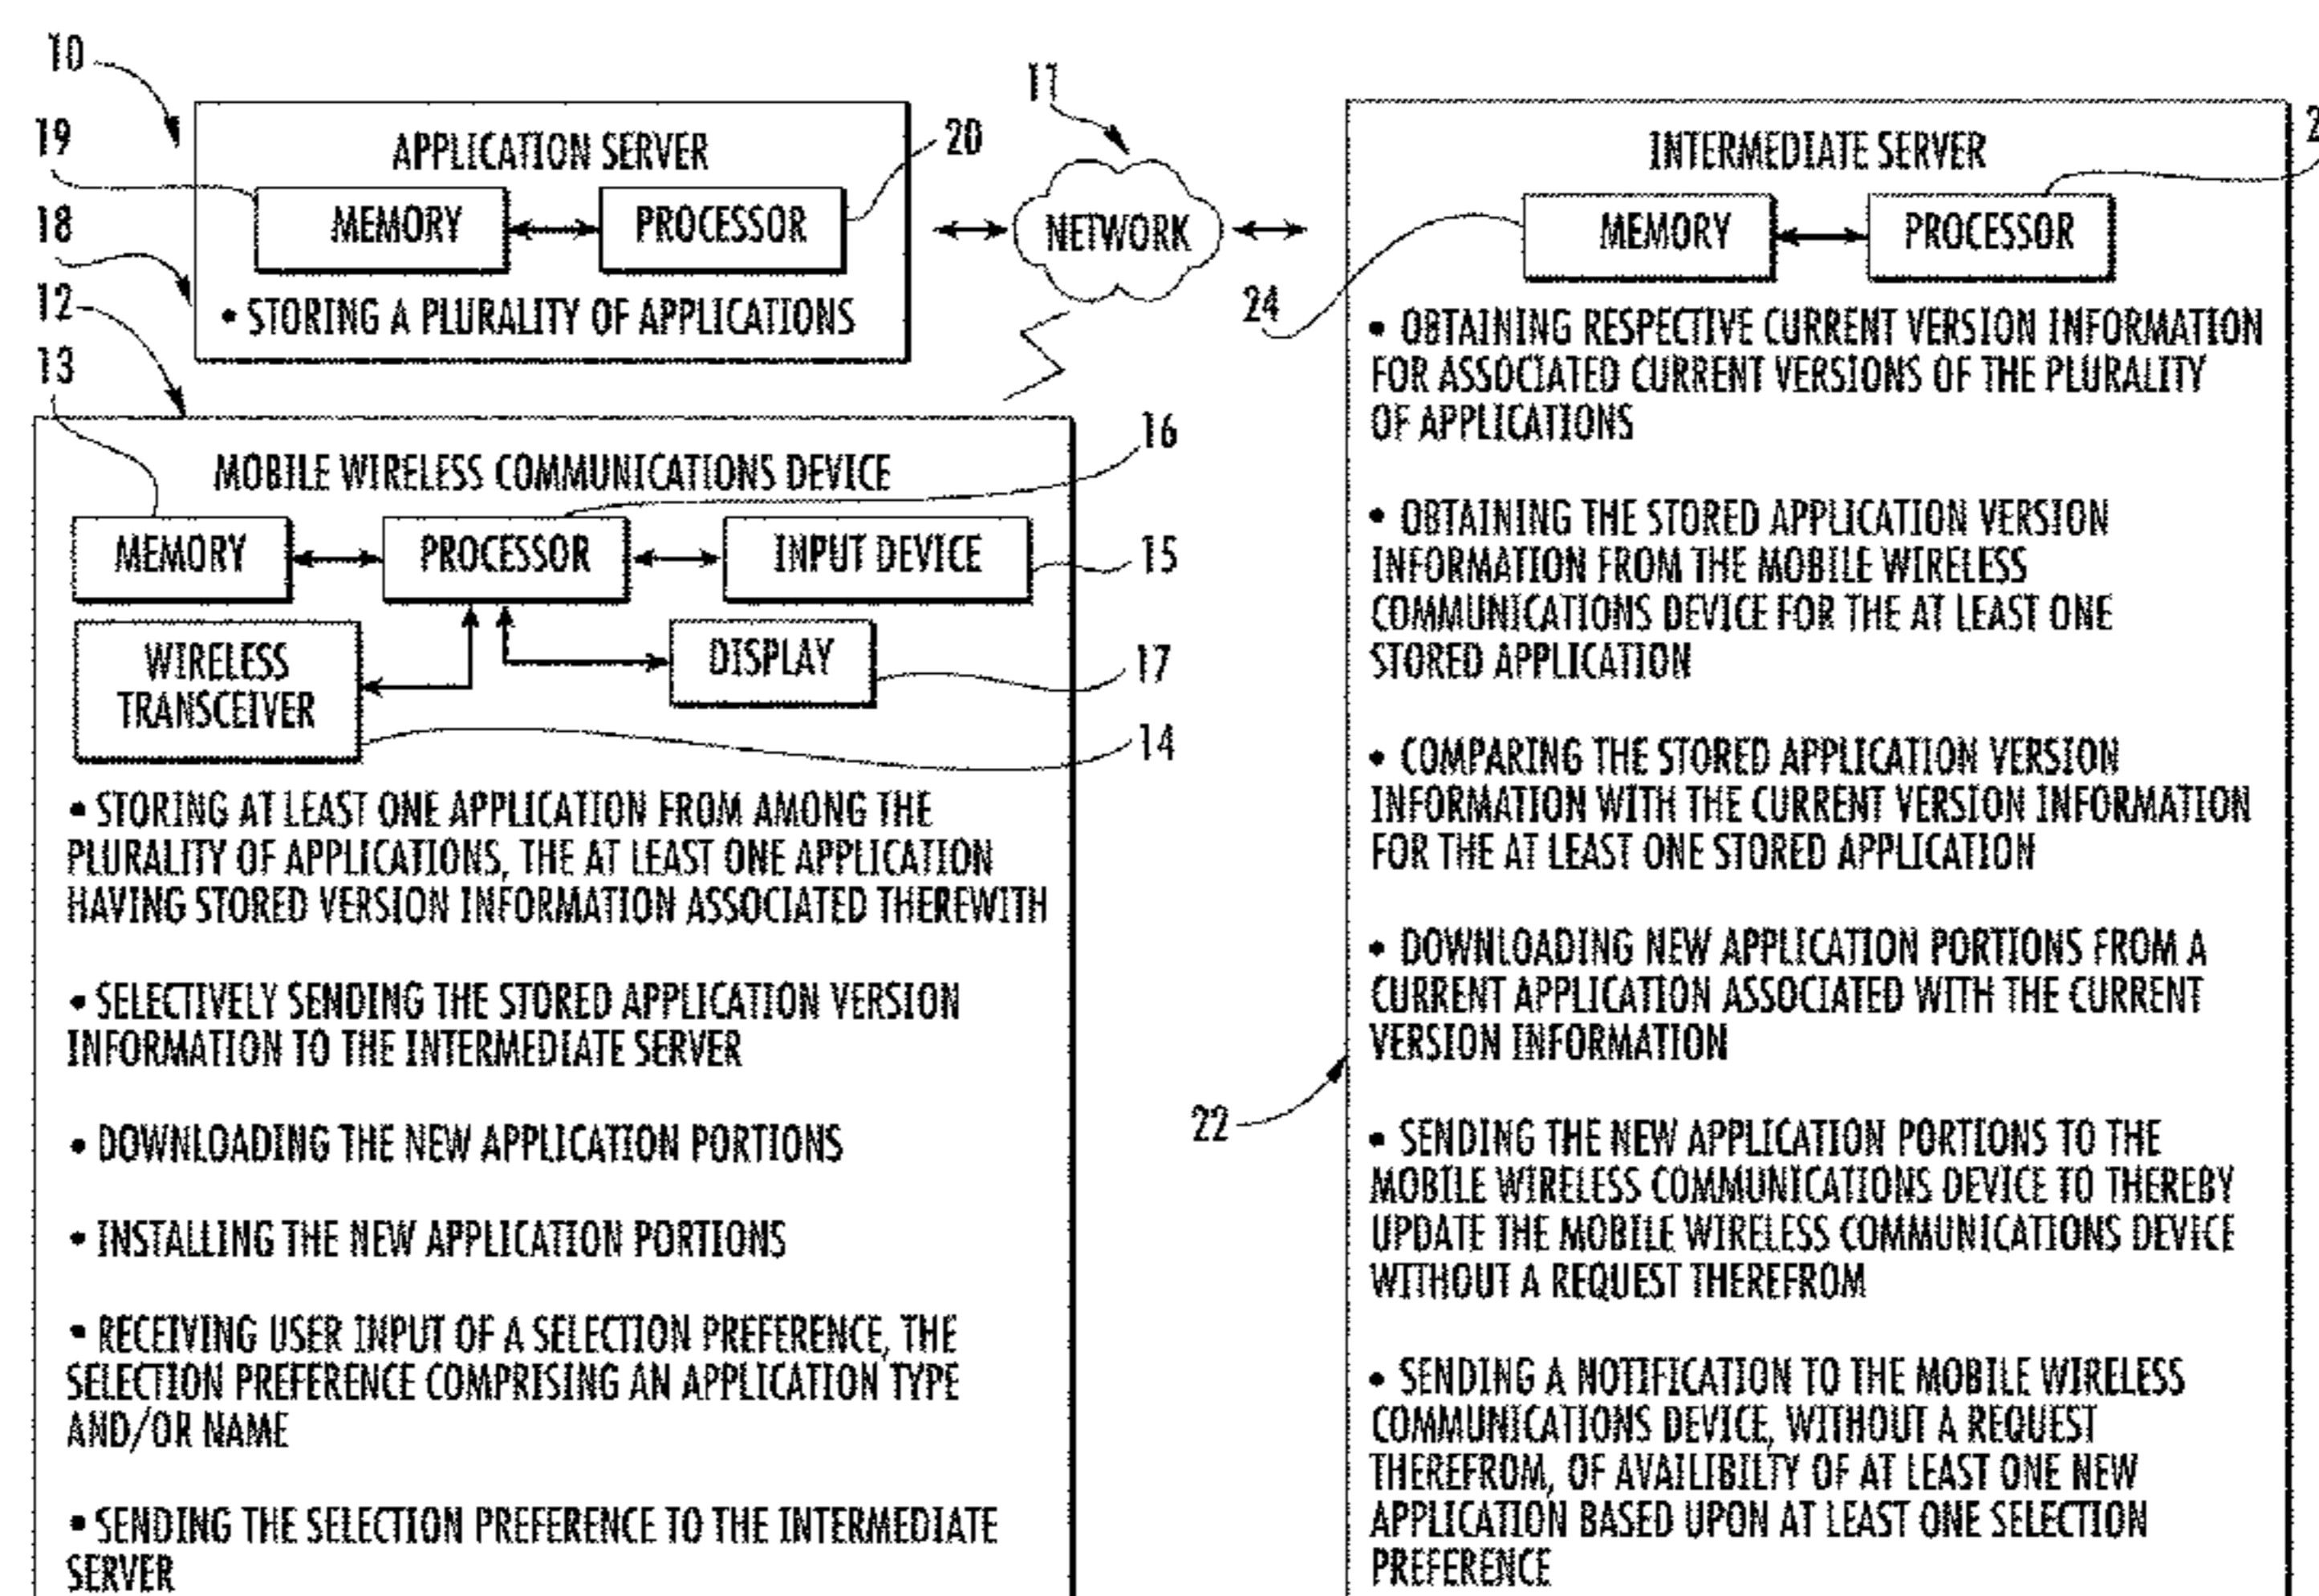 10
19
18
12
13
APPLICATION SERVER
MEMORY
PROCESSOR
20
• STORING A PLURALITY OF APPLICATIONS
11
NETWORK
MOBILE WIRELESS COMMUNICATIONS DEVICE
16
MEMORY
PROCESSOR
INPUT DEVICE
15
WIRELESS
TRANSCEIVER
DISPLAY
17
14
• STORING AT LEAST ONE APPLICATION FROM AMONG THE
PLURALITY OF APPLICATIONS, THE AT LEAST ONE APPLICATION
HAVING STORED VERSION INFORMATION ASSOCIATED THEREWITH
• SELECTIVELY SENDING THE STORED APPLICATION VERSION
INFORMATION TO THE INTERMEDIATE SERVER
• DOWNLOADING THE NEW APPLICATION PORTIONS
• INSTALLING THE NEW APPLICATION PORTIONS
• RECEIVING USER INPUT OF A SELECTION PREFERENCE, THE
SELECTION PREFERENCE COMPRISING AN APPLICATION TYPE
AND/OR NAME
• SENDING THE SELECTION PREFERENCE TO THE INTERMEDIATE
SERVER
INTERMEDIATE SERVER
MEMORY
PROCESSOR
24
• OBTAINING RESPECTIVE CURRENT VERSION INFORMATION
FOR ASSOCIATED CURRENT VERSIONS OF THE PLURALITY
OF APPLICATIONS
• OBTAINING THE STORED APPLICATION VERSION
INFORMATION FROM THE MOBILE WIRELESS
COMMUNICATIONS DEVICE FOR THE AT LEAST ONE
STORED APPLICATION
• COMPARING THE STORED APPLICATION VERSION
INFORMATION WITH THE CURRENT VERSION INFORMATION
FOR THE AT LEAST ONE STORED APPLICATION
• DOWNLOADING NEW APPLICATION PORTIONS FROM A
CURRENT APPLICATION ASSOCIATED WITH THE CURRENT
VERSION INFORMATION
22
• SENDING THE NEW APPLICATION PORTIONS TO THE
MOBILE WIRELESS COMMUNICATIONS DEVICE TO THEREBY
UPDATE THE MOBILE WIRELESS COMMUNICATIONS DEVICE
WITHOUT A REQUEST THEREFROM
• SENDING A NOTIFICATION TO THE MOBILE WIRELESS
COMMUNICATIONS DEVICE, WITHOUT A REQUEST
THEREFROM, OF AVAILIBILTY OF AT LEAST ONE NEW
APPLICATION BASED UPON AT LEAST ONE SELECTION
PREFERENCE